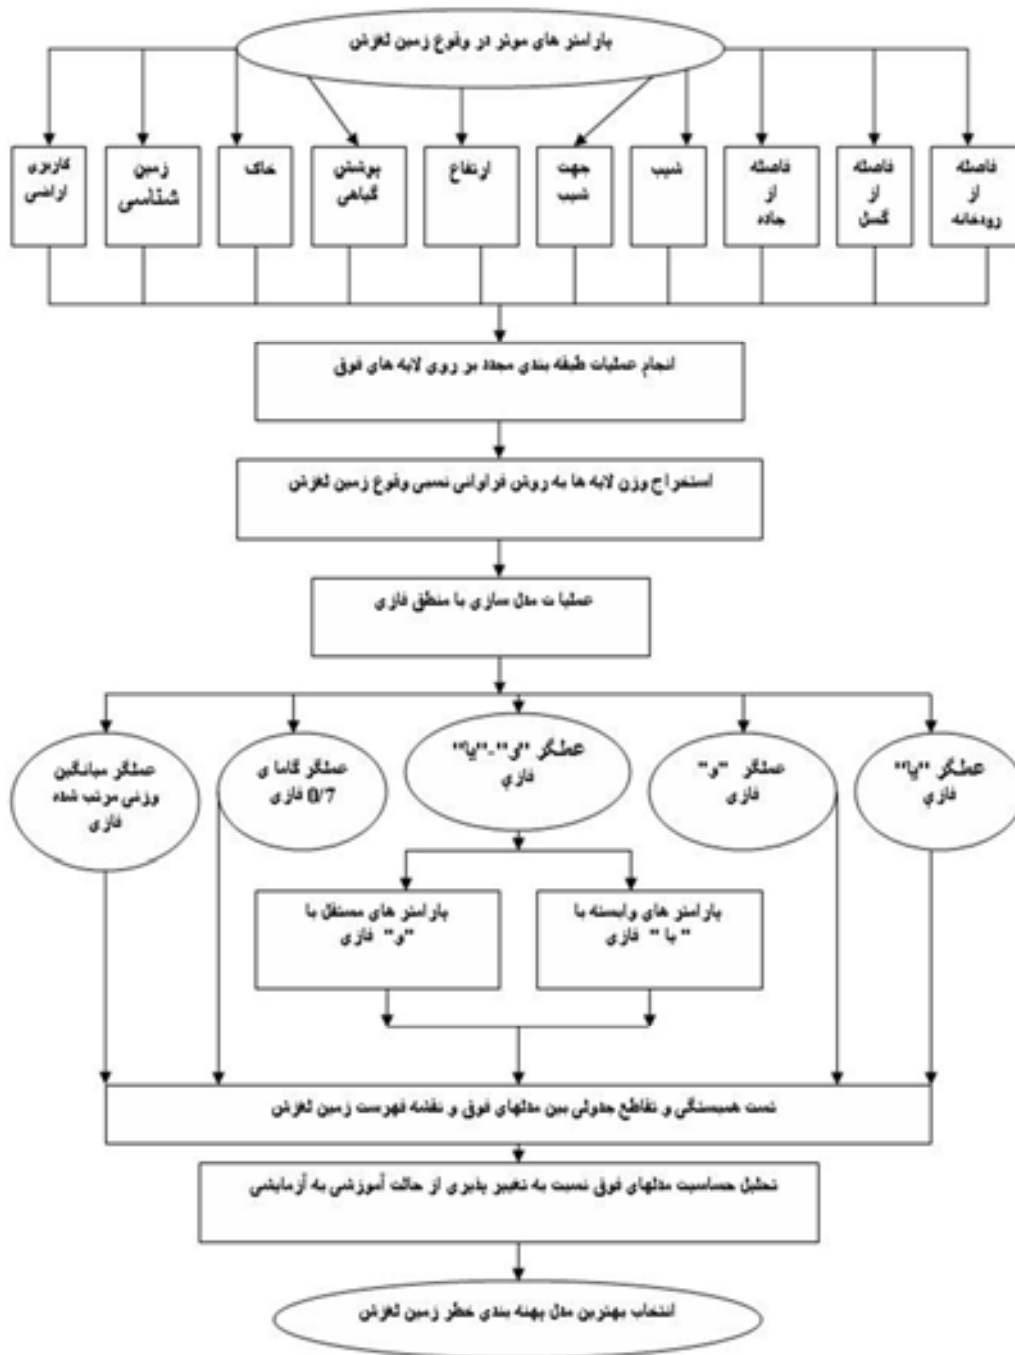 پارامتر های موثر در وقوع زمین لغزش
فاصله
از
رودخانه
فاصله
از
گسل
فاصله
از
جاده
شیب
جهت
شیب
ارتفاع
پوشش
گیاهی
خاک
زمین
شناسی
کاربری
اراضی
انجام عملیات طبقه بندی مجدد بر روی لایه های فوق
استخراج وزن لایه ها به روش فراوانی نسبی وقوع زمین لغزش
عملیا ت مدل سازی با منطق فازی
عملگر "یا"
فازی
عملگر "و"
فازی
عملگر "و"-"یا"
فازی
عملگر گاما ی
0/7 فازی
عملگر میانگین
وزنی مرتب شده
فازی
پارامتر های وابسته با
" یا " فازی
پارامتر های مستقل با
"و" فازی
تست همبستگی و تقاطع جدولی بین مدلهای فوق و نقشه فهرست زمین لغزش
تحلیل حساسیت مدلهای فوق نسبت به تغییر پذیری از حالت آموزشی به آزمایشی
انتخاب بهترین مدل پهنه بندی خطر زمین لغزش